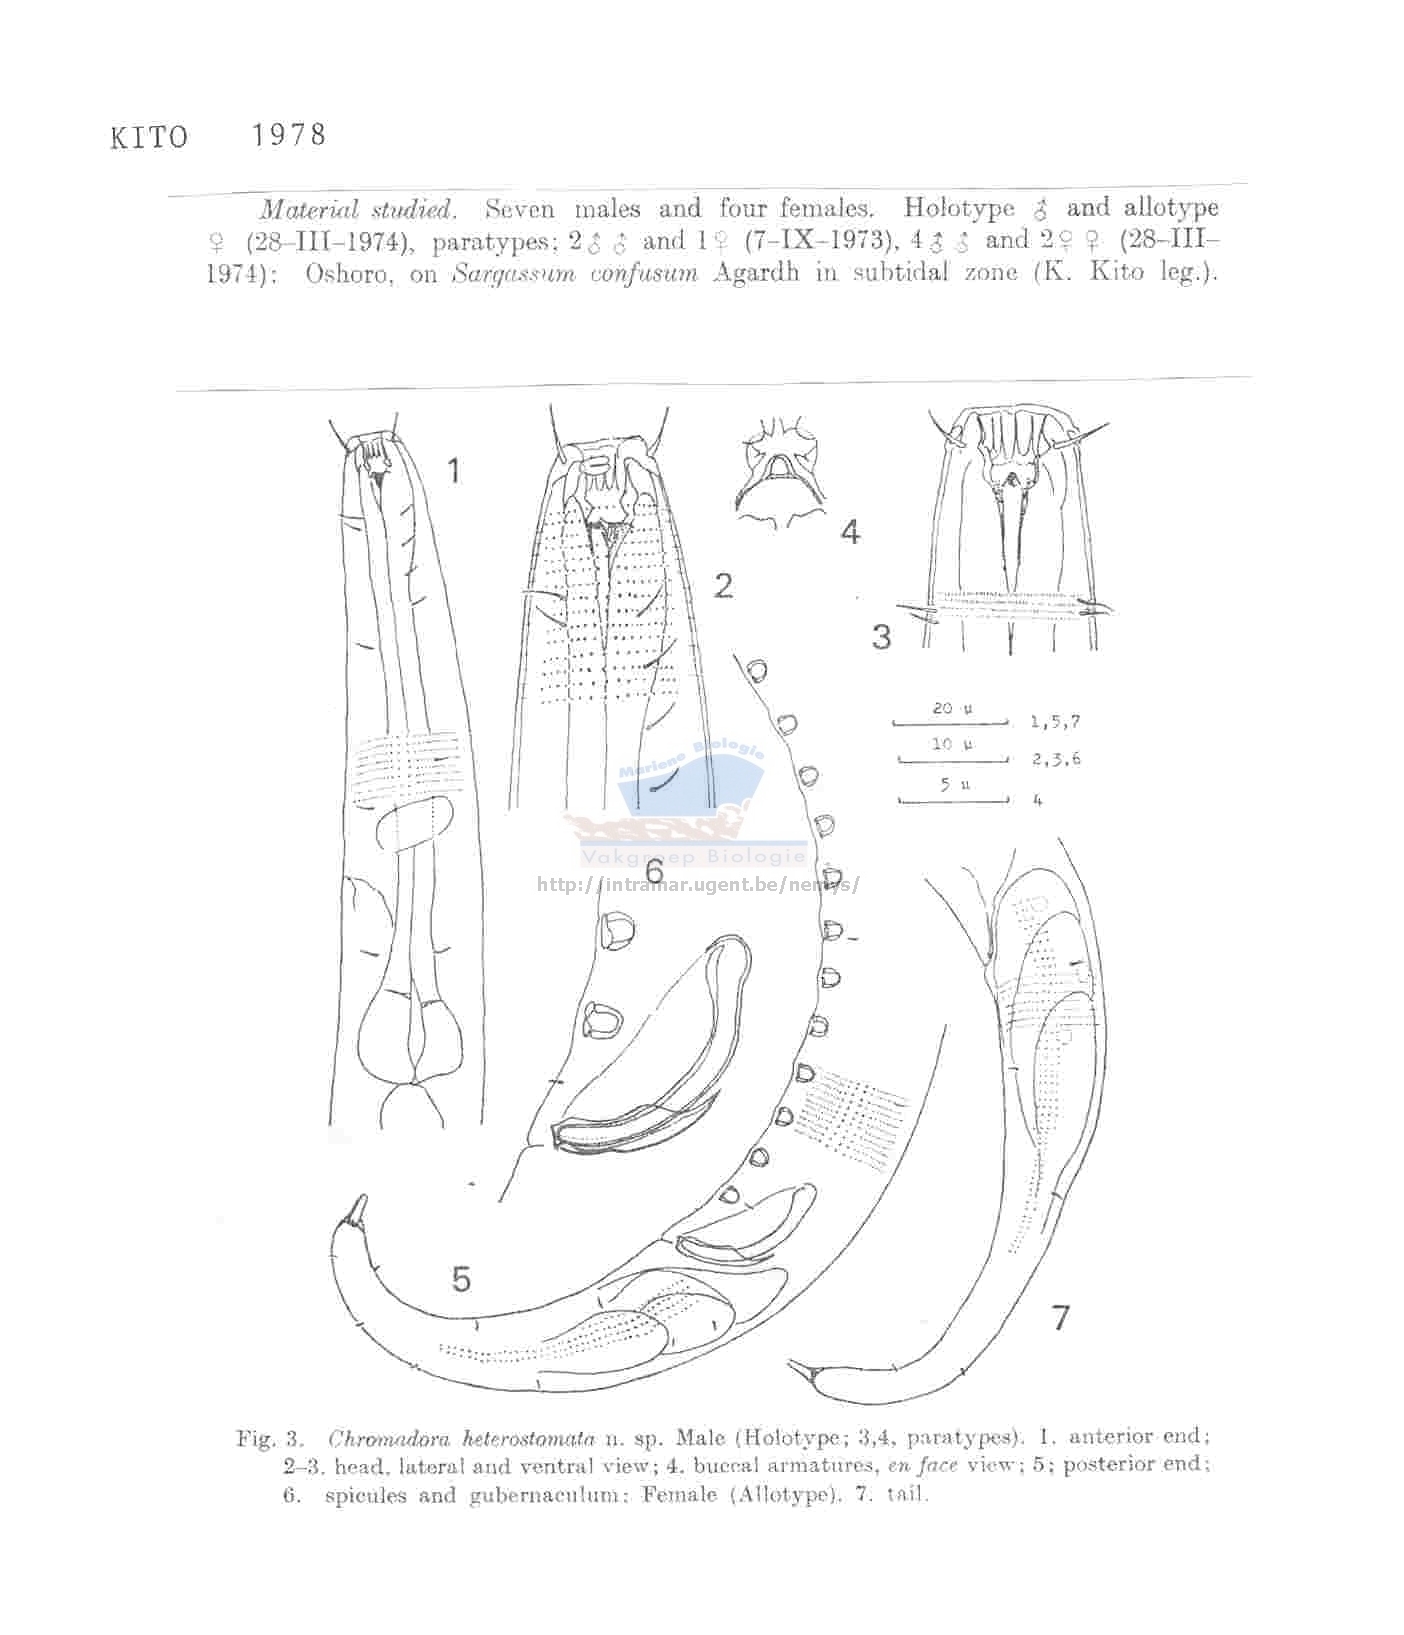 KITO 1978
Material studied. Seven males and four females. Holotype ♂ and allotype
♀ (28–III–1974), paratypes; 2♂ ♂ and 1♀ (7–IX–1973), 4♂ ♂ and 2♀ ♀ (28–III–
1974): Oshoro, on Sargassum confusum Agardh in subtidal zone (K. Kito leg.).
1
2
4
3
20 μ 1,5,7
10 μ 2,3,6
5 μ 4
Mariene Biologie
Vakgroep Biologie
6
http://intramar.ugent.be/nemys/
5
7
Fig. 3. Chromadora heterostomata n. sp. Male (Holotype; 3,4, paratypes). 1. anterior end;
2–3. head, lateral and ventral view; 4. buccal armatures, en face view; 5; posterior end;
6. spicules and gubernaculum; Female (Allotype). 7. tail.